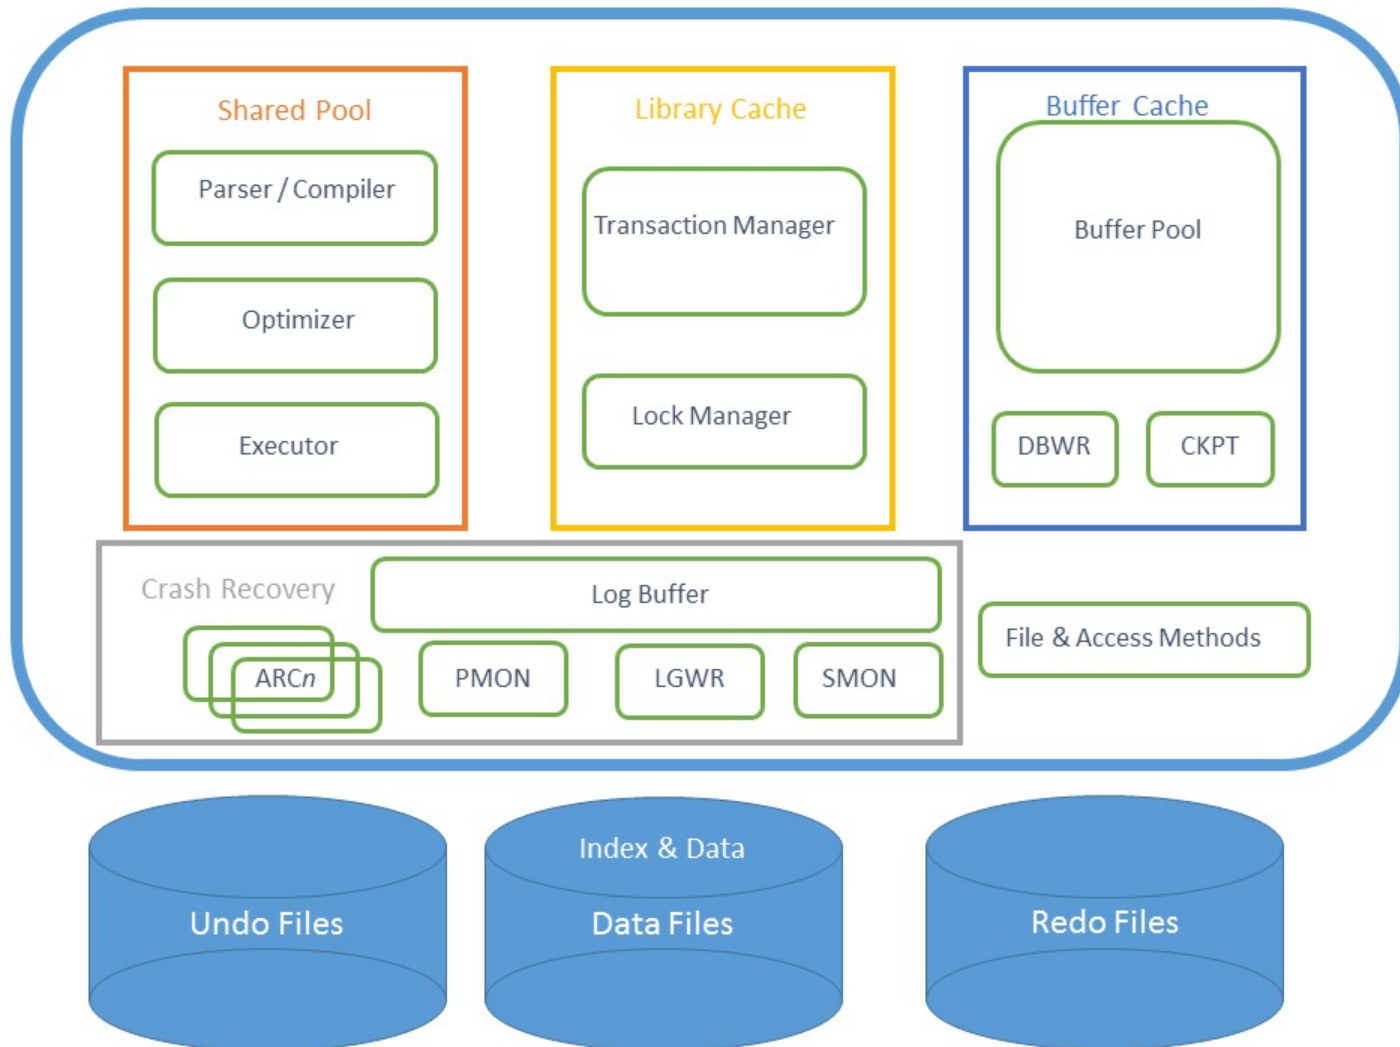 Shared Pool
Parser / Compiler
Optimizer
Executor
Library Cache
Transaction Manager
Lock Manager
Buffer Cache
Buffer Pool
DBWR
CKPT
Crash Recovery
Log Buffer
ARCn
PMON
LGWR
SMON
File & Access Methods
Undo Files
Index & Data
Data Files
Redo Files